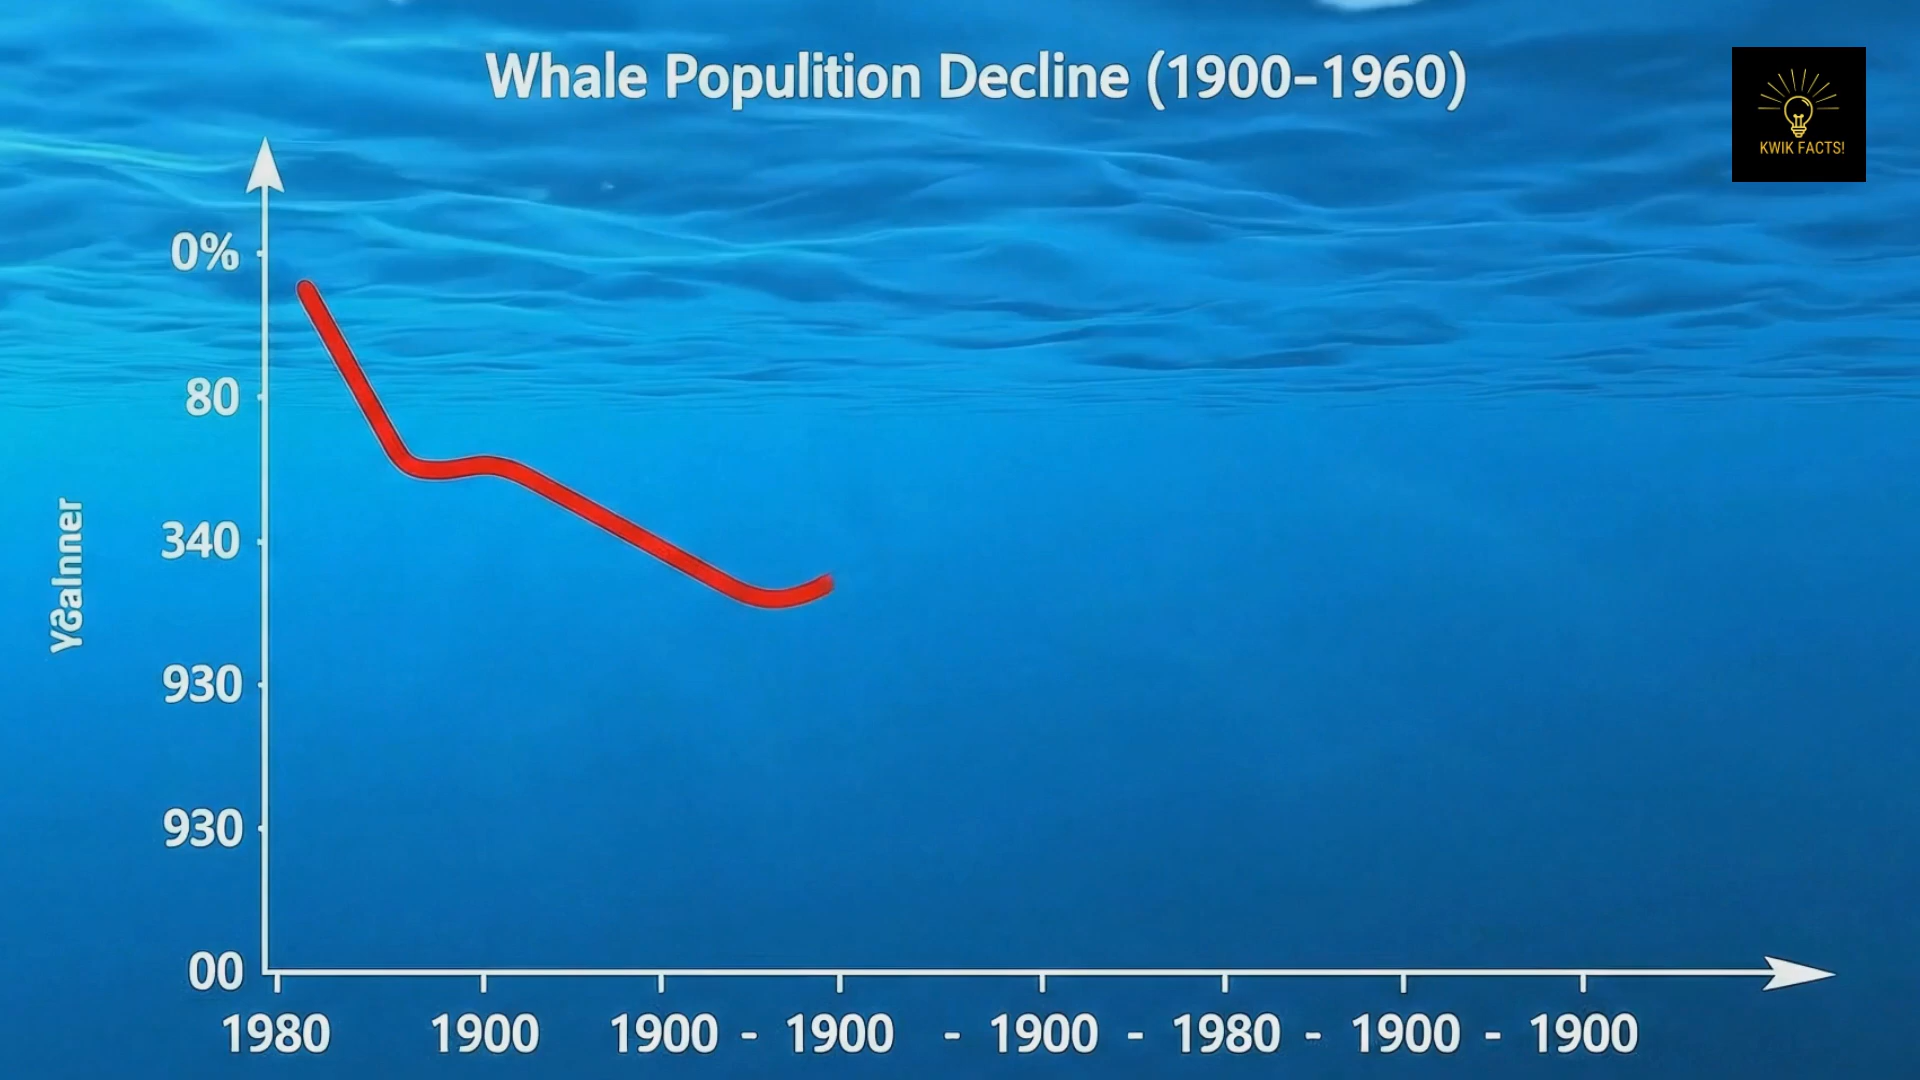 Whale Populition Decline (1900-1960)
KWIK FACTS!
0%
80
340
930
930
00
1980 1900 1900 - 1900 - 1900 - 1980 - 1900 - 1900